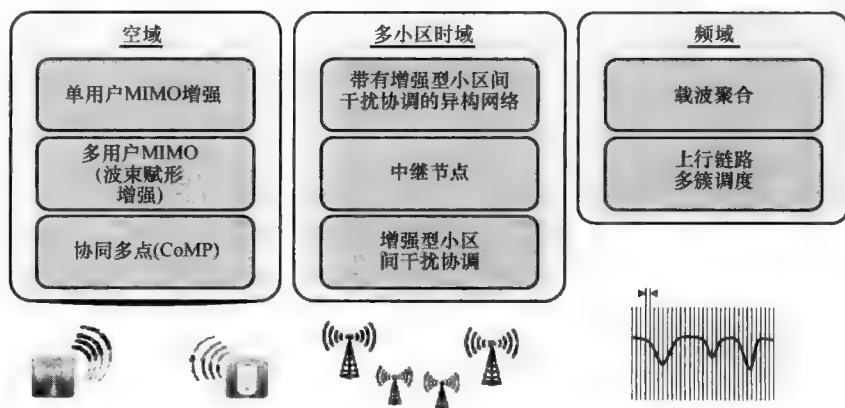 空域
单用户MIMO增强
多用户MIMO
(波束赋形
增强)
协同多点(CoMP)
多小区时域
带有增强型小区间
干扰协调的异构网络
中继节点
增强型小区
间干扰协调
频域
载波聚合
上行链路
多簇调度